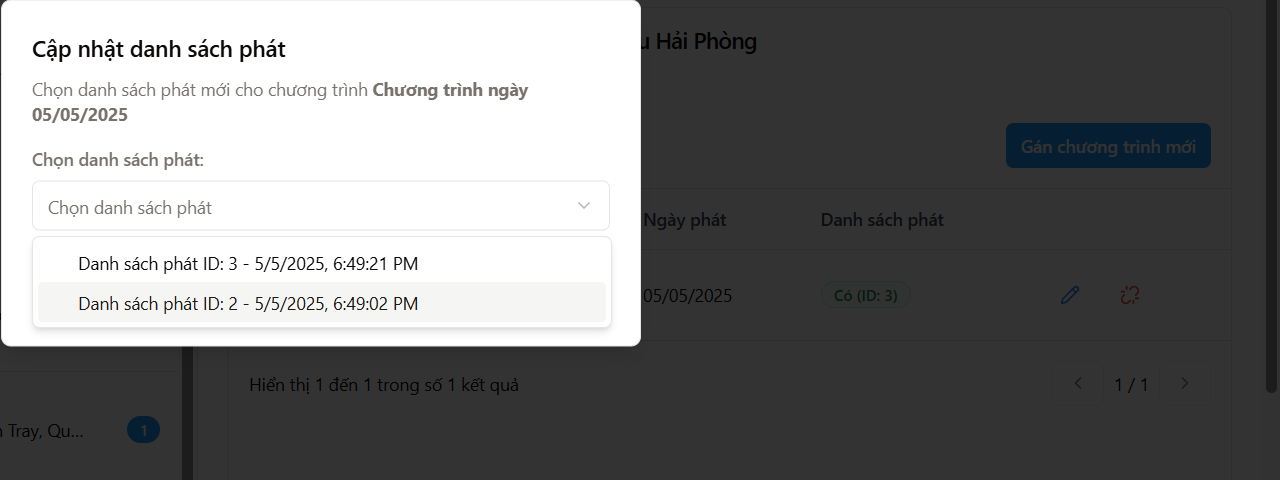 Cập nhật danh sách phát
Chọn danh sách phát mới cho chương trình Chương trình ngày
05/05/2025
Chọn danh sách phát:
Chọn danh sách phát
Danh sách phát ID: 3 - 5/5/2025, 6:49:21 PM
Danh sách phát ID: 2 - 5/5/2025, 6:49:02 PM
Hải Phòng
Gán chương trình mới
Ngày phát Danh sách phát
05/05/2025 Có (ID: 3)
Hiển thị 1 đến 1 trong số 1 kết quả
1 / 1
Tray, Qu...
1